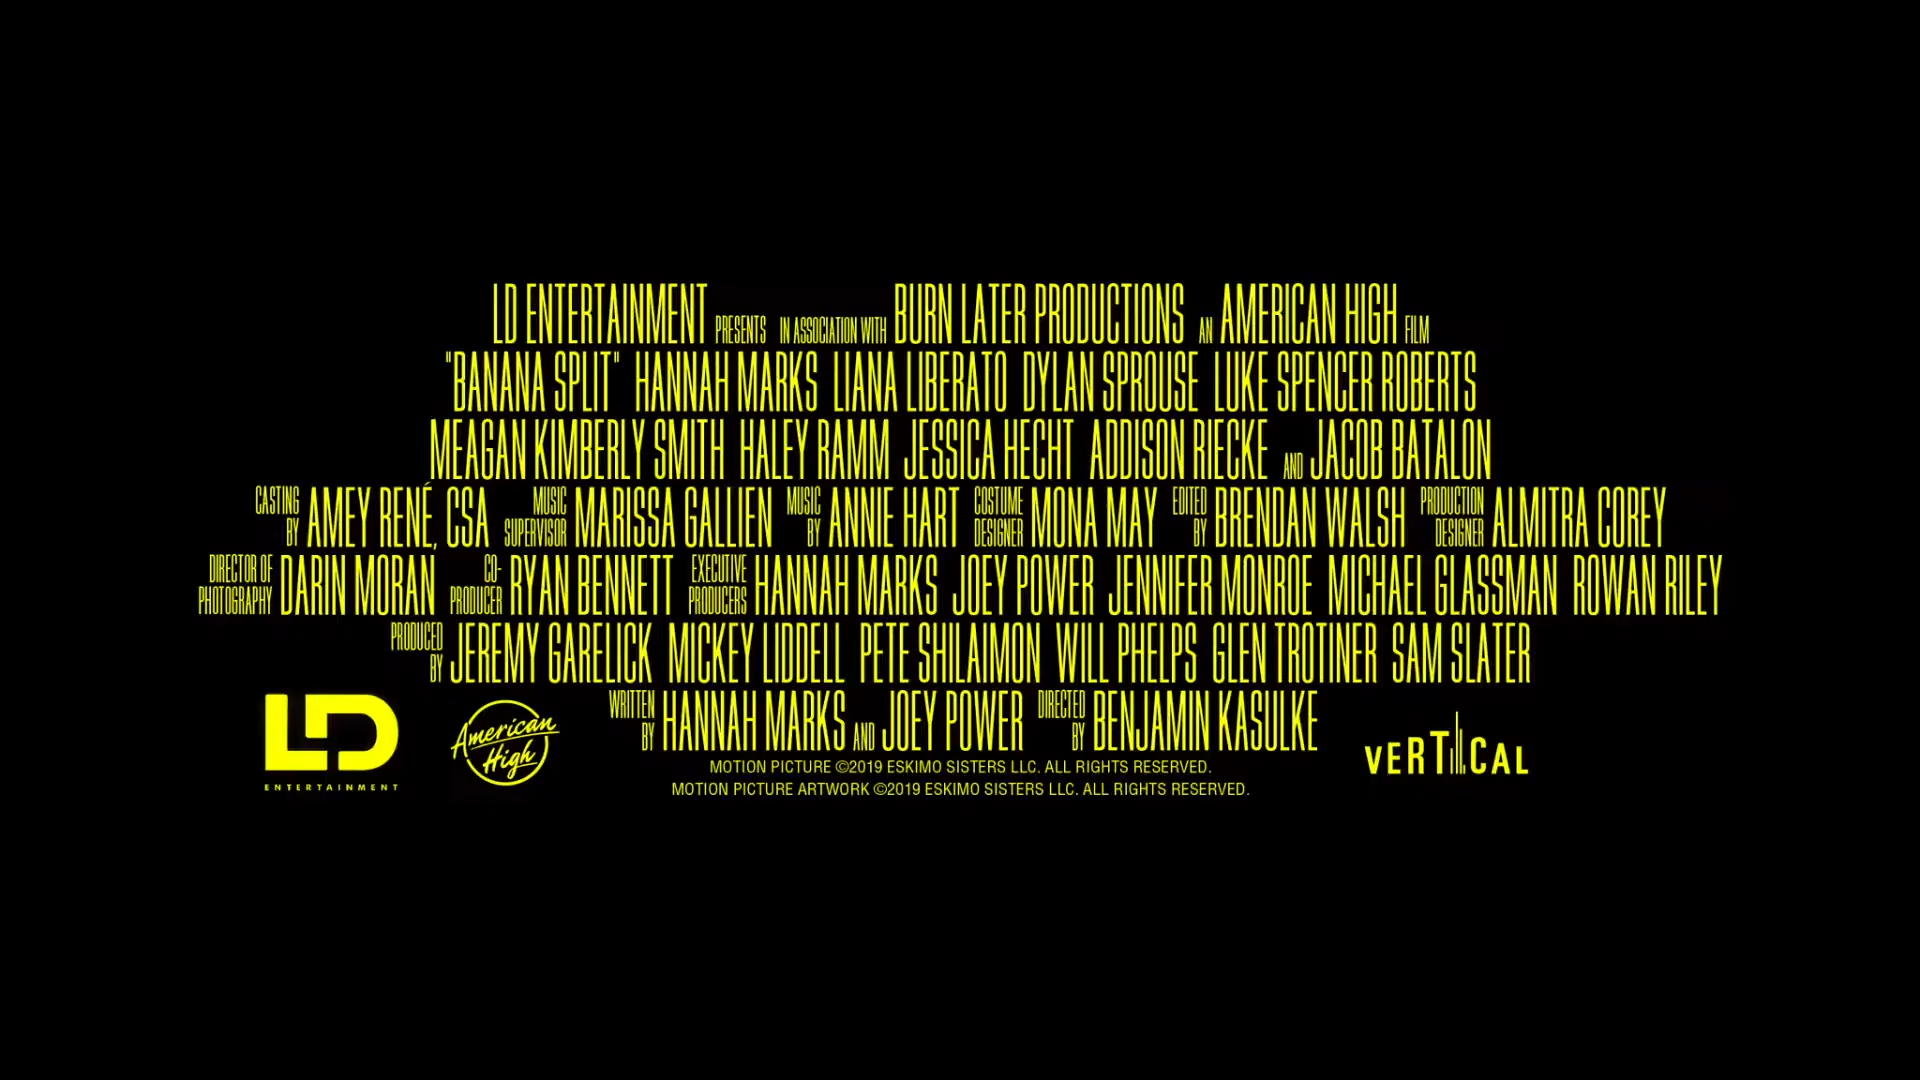 LD ENTERTAINMENT PRESENTS IN ASSOCIATION WITH BURN LATER PRODUCTIONS AN AMERICAN HIGH FILM
"BANANA SPLIT" HANNAH MARKS LIANA LIBERATO DYLAN SPROUSE LUKE SPENCER ROBERTS
MEAGAN KIMBERLY SMITH HALEY RAMM JESSICA HECHT ADDISON RIECKE AND JACOB BATALON
CASTING BY AMEY RENÉ, CSA MUSIC SUPERVISOR MARISSA GALLIEN MUSIC BY ANNIE HART COSTUME DESIGNER MONA MAY EDITED BY BRENDAN WALSH PRODUCTION DESIGNER ALMITRA COREY
DIRECTOR OF PHOTOGRAPHY DARIN MORAN CO-PRODUCER RYAN BENNETT EXECUTIVE PRODUCERS HANNAH MARKS JOEY POWER JENNIFER MONROE MICHAEL GLASSMAN ROWAN RILEY
PRODUCED BY JEREMY GARELICK MICKEY LIDDELL PETE SHILAIMON WILL PHELPS GLEN TROTINER SAM SLATER
WRITTEN BY HANNAH MARKS AND JOEY POWER DIRECTED BY BENJAMIN KASULKE
MOTION PICTURE ©2019 ESKIMO SISTERS LLC. ALL RIGHTS RESERVED.
MOTION PICTURE ARTWORK ©2019 ESKIMO SISTERS LLC. ALL RIGHTS RESERVED.
LD
ENTERTAINMENT
American
High
VERTICAL